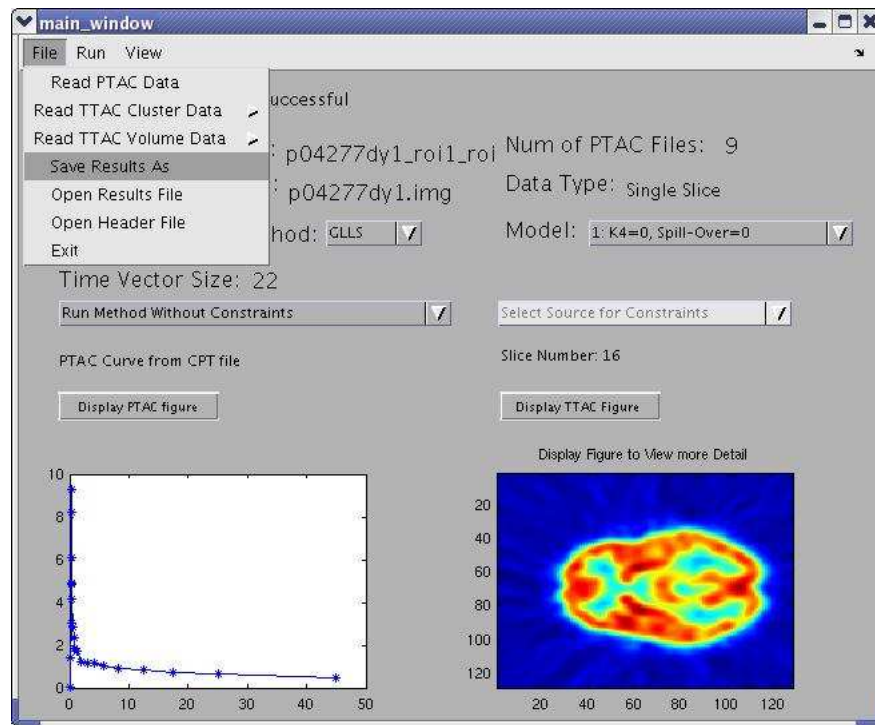 main_window
File Run View
Read PTAC Data
Read TTAC Cluster Data
Read TTAC Volume Data
Save Results As
Open Results File
Open Header File
Exit
uccessful
: p04277dy1_roi1_roi
Num of PTAC Files: 9
: p04277dy1.img
Data Type: Single Slice
hod: GLLS
Model: 1: K4=0, Spill-Over=0
Time Vector Size: 22
Run Method Without Constraints
Select Source for Constraints
PTAC Curve from CPT file
Slice Number: 16
Display PTAC figure
Display TTAC Figure
Display Figure to View more Detail
10
8
6
4
2
0
0 10 20 30 40 50
20
40
60
80
100
120
20 40 60 80 100 120